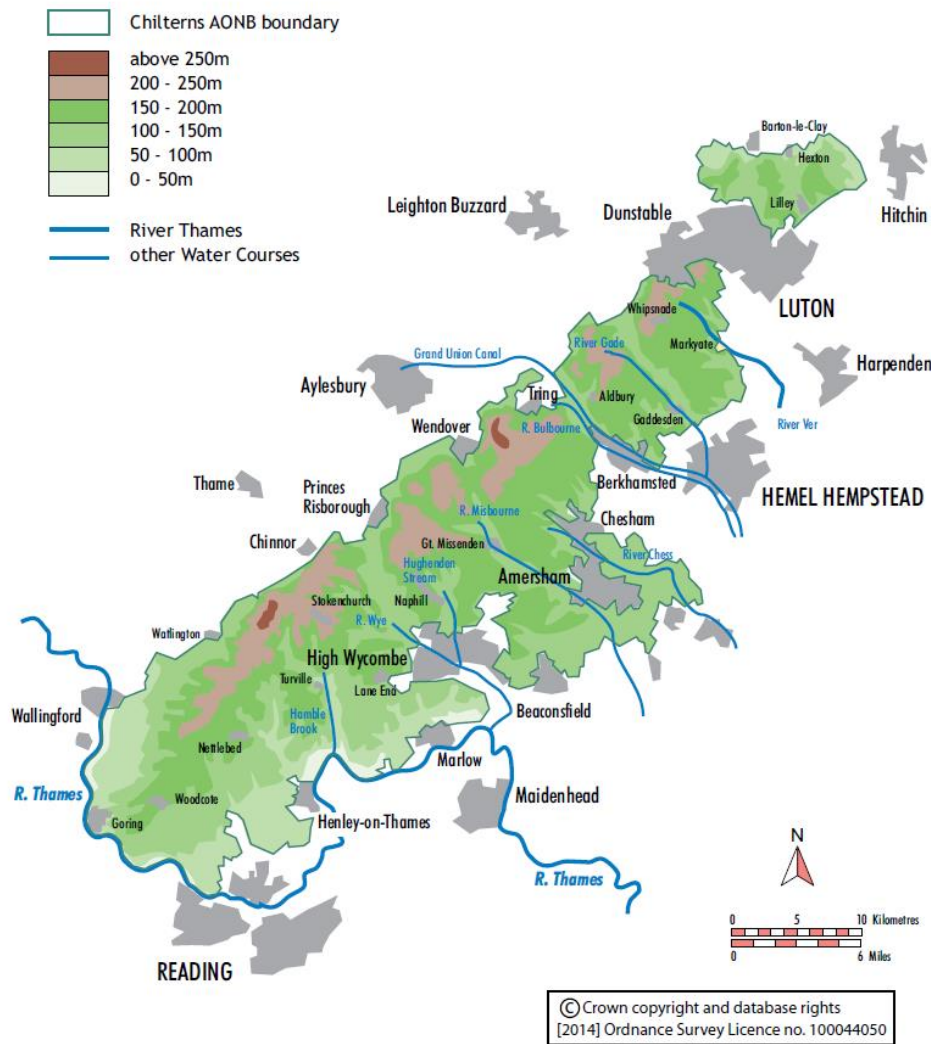 Chilterns AONB boundary
above 250m
200 - 250m
150 - 200m
100 - 150m
50 - 100m
0 - 50m
River Thames
other Water Courses
Barton-le-Clay
Hexton
Lilley
Hitchin
Leighton Buzzard
Dunstable
LUTON
Whipsnade
Markyate
River Gade
Harpenden
Grand Union Canal
Aylesbury
Tring
Aldbury
Gaddesden
River Ver
Wendover
R. Bulbourne
Berkhamsted
HEMEL HEMPSTEAD
Thame
Princes
Risborough
R. Misbourne
Chesham
Chinnor
Gt. Missenden
River Chess
Hughenden
Stream
Amersham
Stokenchurch
Naphill
R. Wye
Watlington
High Wycombe
Turville
Lane End
Wallingford
Hamble
Brook
Beaconsfield
Nettlebed
Marlow
R. Thames
Woodcote
Maidenhead
Goring
Henley-on-Thames
R. Thames
N
READING
0 5 10 Kilometres
0 6 Miles
© Crown copyright and database rights
[2014] Ordnance Survey Licence no. 100044050